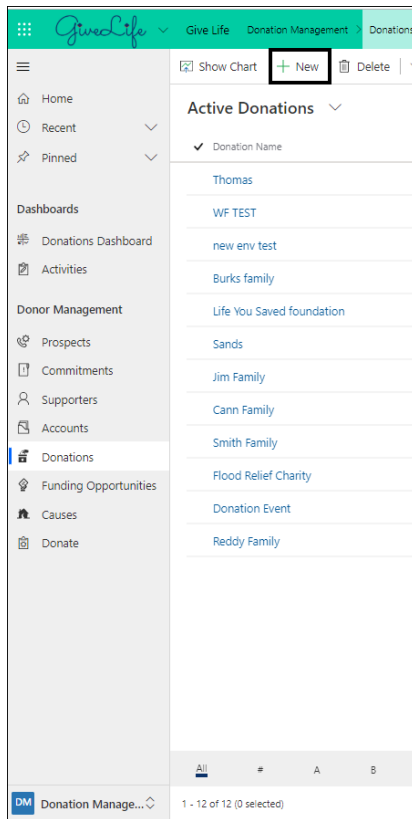 GiveLife
Give Life Donation Management > Donations
Show Chart + New Delete
Home
Recent
Pinned
Dashboards
Donations Dashboard
Activities
Donor Management
Prospects
Commitments
Supporters
Accounts
Donations
Funding Opportunities
Causes
Donate
DM Donation Manage...
Active Donations
Donation Name
Thomas
WF TEST
new env test
Burks family
Life You Saved foundation
Sands
Jim Family
Cann Family
Smith Family
Flood Relief Charity
Donation Event
Reddy Family
All # A B
1 - 12 of 12 (0 selected)